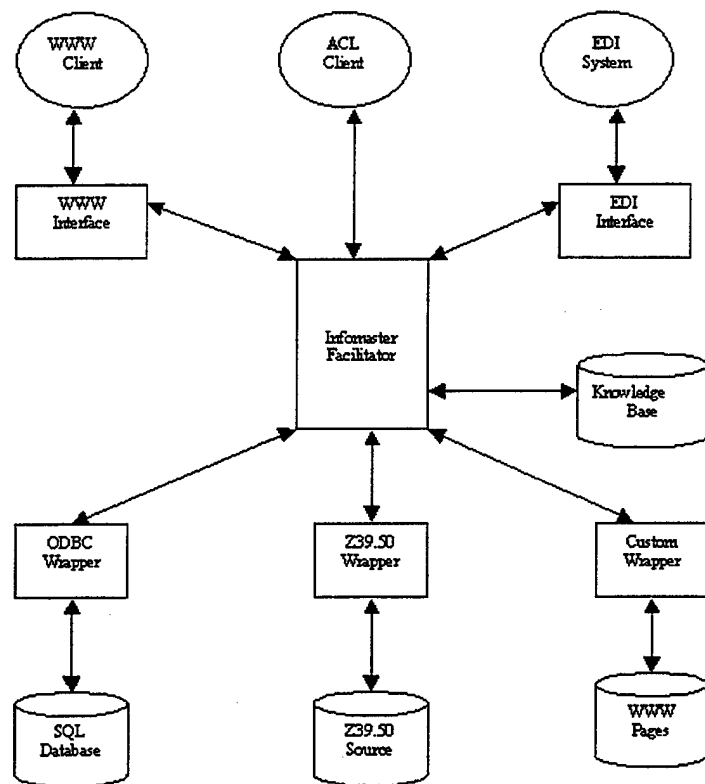 WWW
Client
ACL
Client
EDI
System
WWW
Interface
EDI
Interface
Infomaster
Facilitator
Knowledge
Base
ODBC
Wrapper
Z39.50
Wrapper
Custom
Wrapper
SQL
Database
Z39.50
Source
WWW
Pages